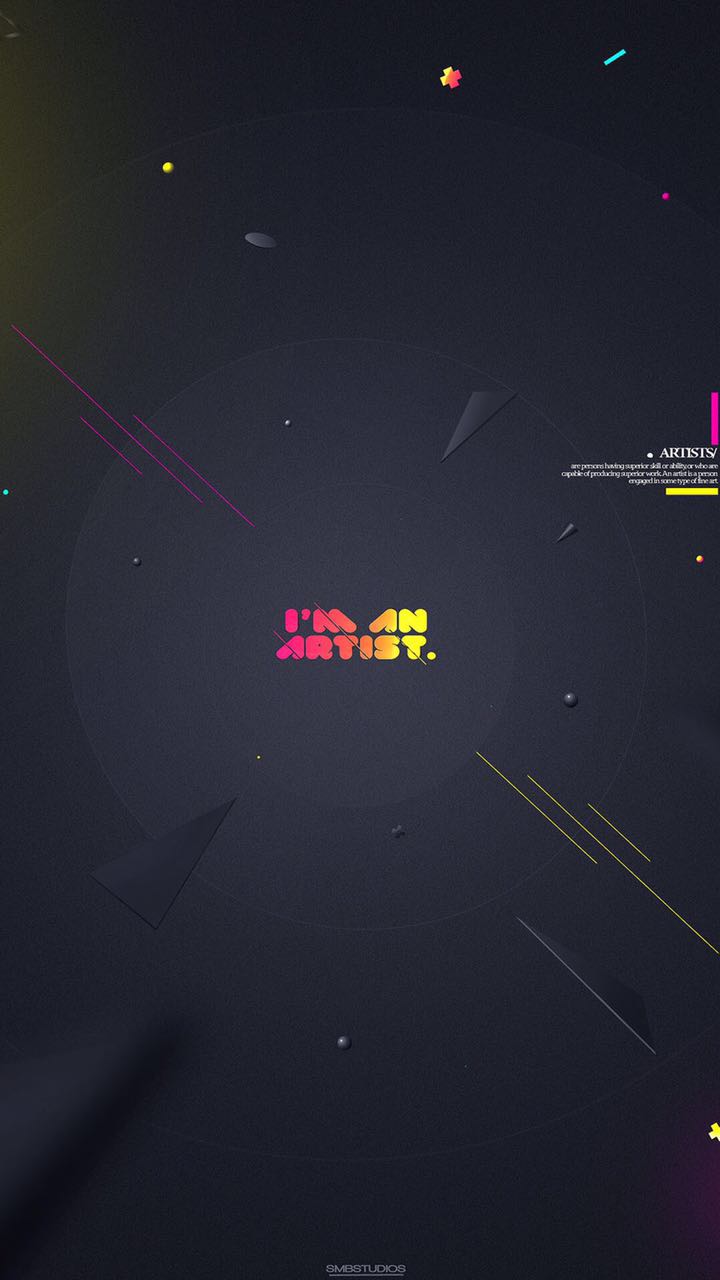 . ARTISTS/
are persons having superior skill or ability, or who are
capable of producing superior work. An artist is a person
engaged in some type of fine art.
I'M AN
ARTIST.
SMBSTUDIOS